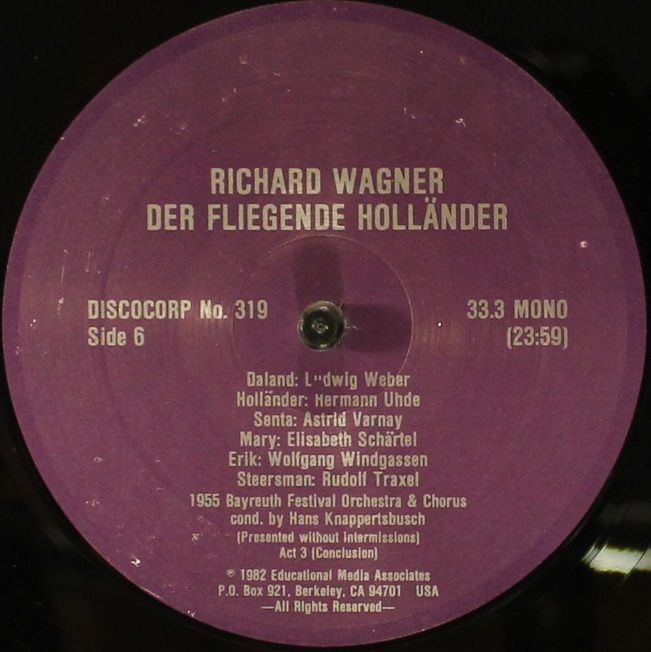 RICHARD WAGNER
DER FLIEGENDE HOLLÄNDER
DISCOCORP No. 319
33.3 MONO
Side 6
(23:59)
Daland: Ludwig Weber
Holländer: Hermann Uhde
Senta: Astrid Varnay
Mary: Elisabeth Schärtel
Erik: Wolfgang Windgassen
Steersman: Rudolf Traxel
1955 Bayreuth Festival Orchestra & Chorus
cond. by Hans Knappertsbusch
(Presented without intermissions)
Act 3 (Conclusion)
℗ 1982 Educational Media Associates
P.O. Box 921, Berkeley, CA 94701 USA
—All Rights Reserved—